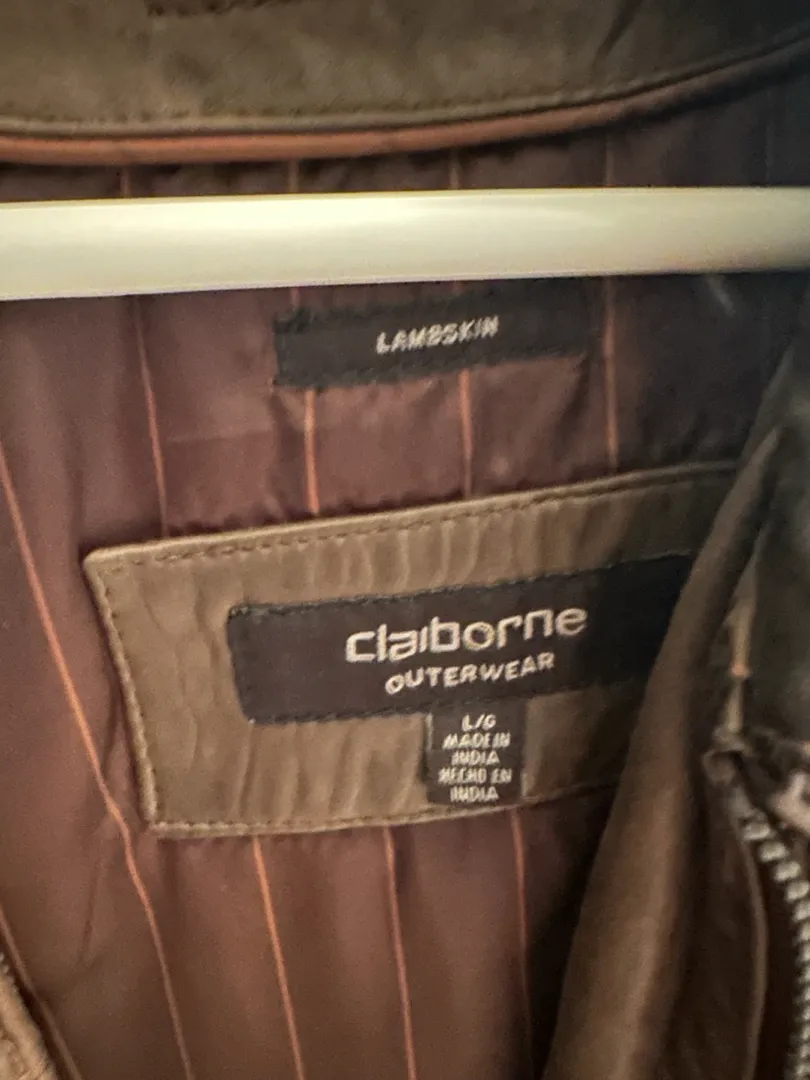 LAMBSKIN
claiborne
OUTERWEAR
L/G
MADE IN
INDIA
HECHO EN
INDIA